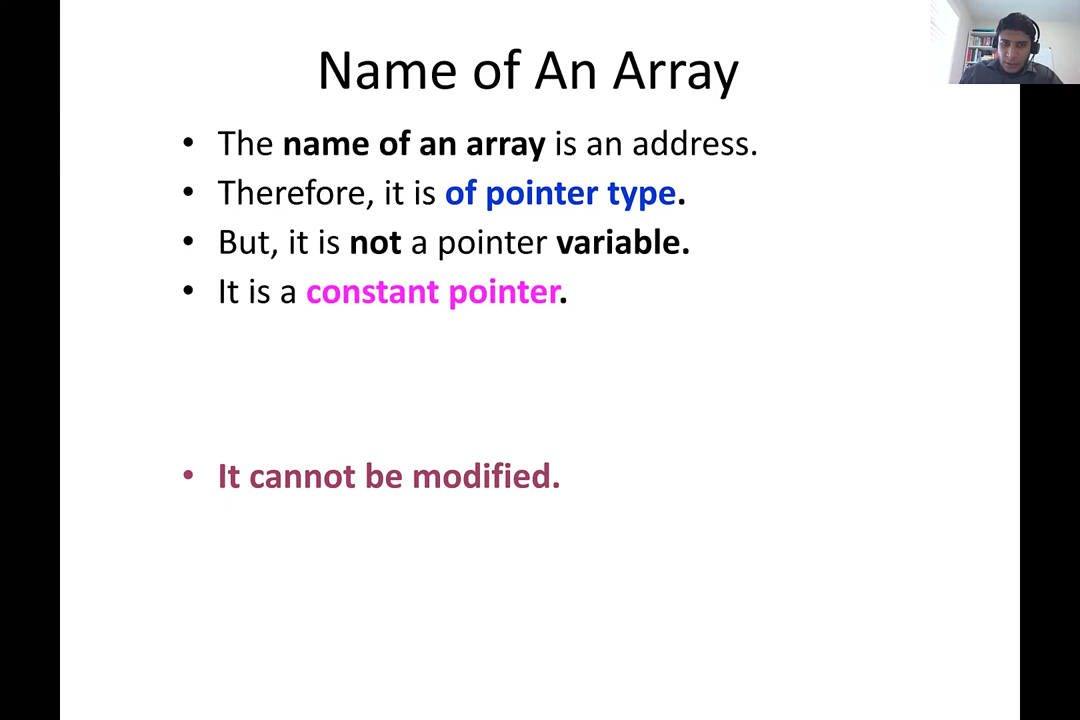 Name of An Array
• The name of an array is an address.
• Therefore, it is of pointer type.
• But, it is not a pointer variable.
• It is a constant pointer.
• It cannot be modified.